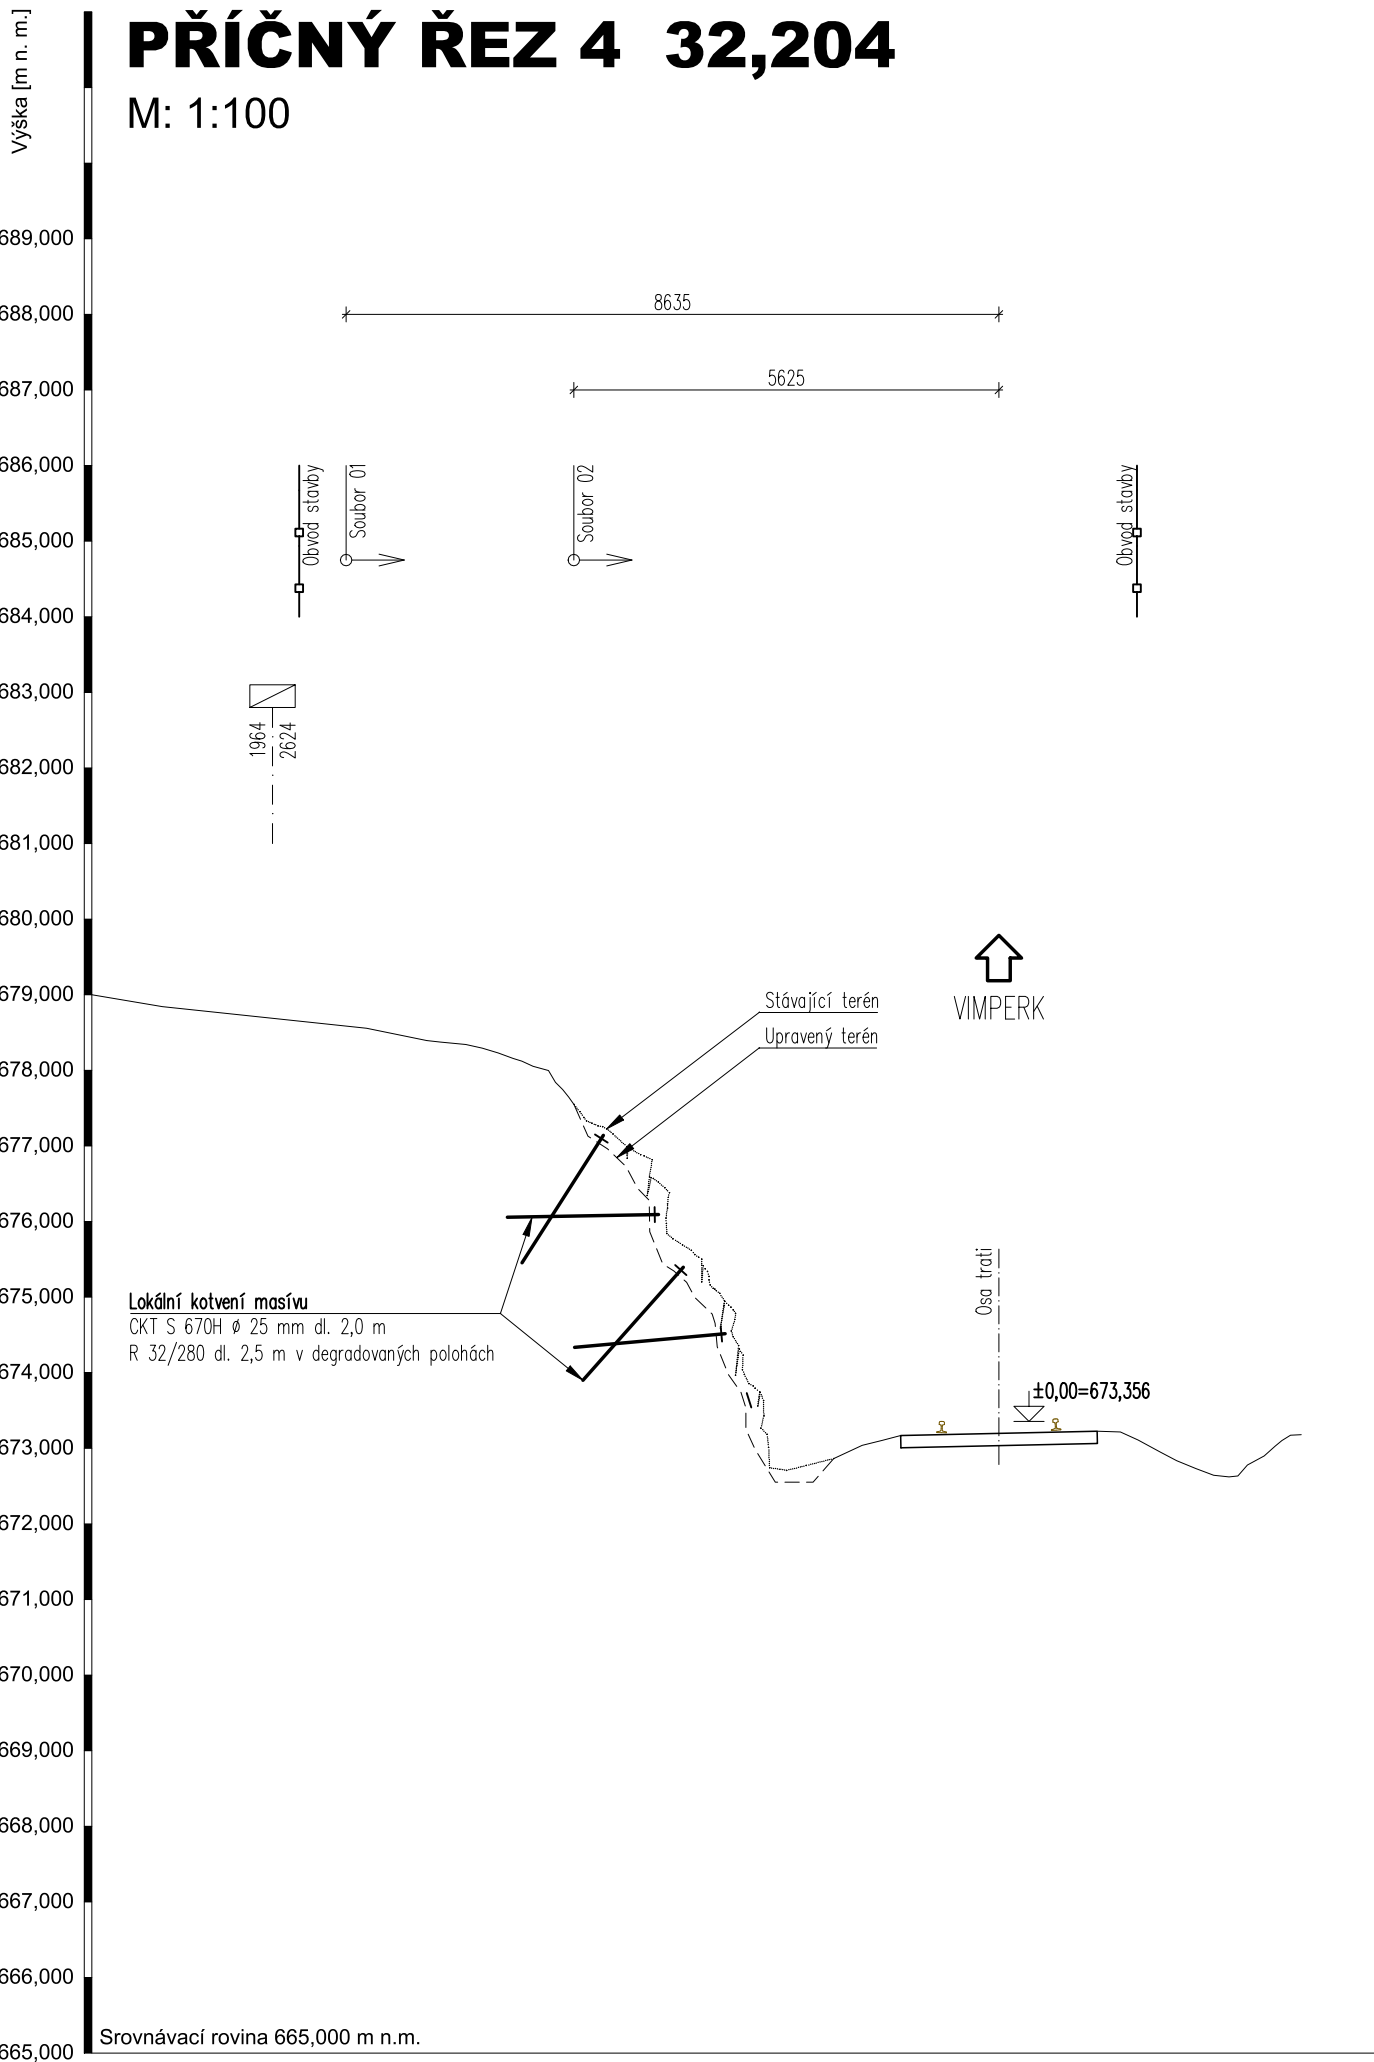 Výška [m n. m.]
PŘÍČNÝ ŘEZ 4 32,204
M: 1:100
689,000
688,000
687,000
686,000
685,000
684,000
683,000
682,000
681,000
680,000
679,000
678,000
677,000
676,000
675,000
674,000
673,000
672,000
671,000
670,000
669,000
668,000
667,000
666,000
665,000
8635
5625
Obvod stavby
Soubor 01
Soubor 02
Obvod stavby
1964
2624
VIMPERK
Stávající terén
Upravený terén
Lokální kotvení masívu
CKT S 670H ø 25 mm dl. 2,0 m
R 32/280 dl. 2,5 m v degradovaných polohách
Osa trati
±0,00=673,356
Srovnávací rovina 665,000 m n.m.